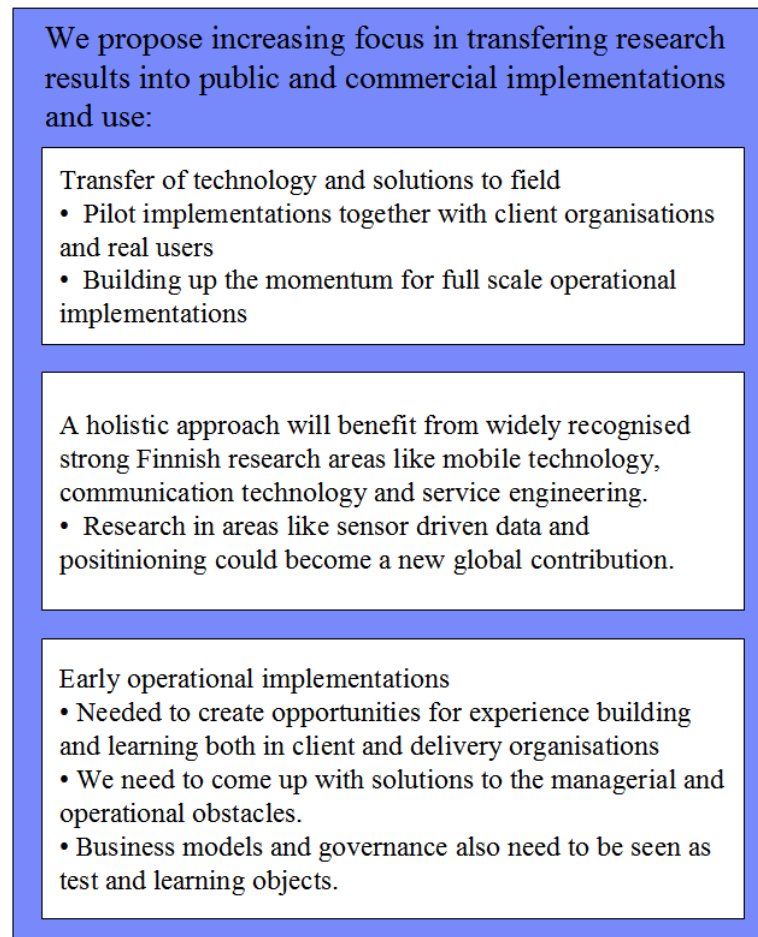 We propose increasing focus in transfering research
results into public and commercial implementations
and use:
Transfer of technology and solutions to field
• Pilot implementations together with client organisations
and real users
• Building up the momentum for full scale operational
implementations
A holistic approach will benefit from widely recognised
strong Finnish research areas like mobile technology,
communication technology and service engineering.
• Research in areas like sensor driven data and
positinioning could become a new global contribution.
Early operational implementations
• Needed to create opportunities for experience building
and learning both in client and delivery organisations
• We need to come up with solutions to the managerial and
operational obstacles.
• Business models and governance also need to be seen as
test and learning objects.